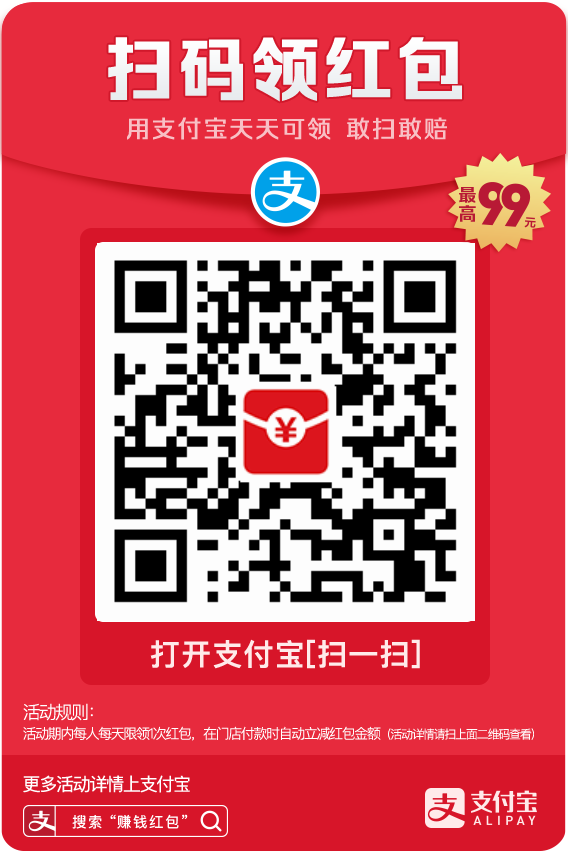 扫码领红包
用支付宝天天可领 敢扫敢赔
支
最高99元
¥
打开支付宝[扫一扫]
活动规则：
活动期内每人每天限领1次红包，在门店付款时自动立减红包金额（活动详情请扫上面二维码查看）
更多活动详情上支付宝
支 搜索“赚钱红包”
支 支付宝
ALIPAY